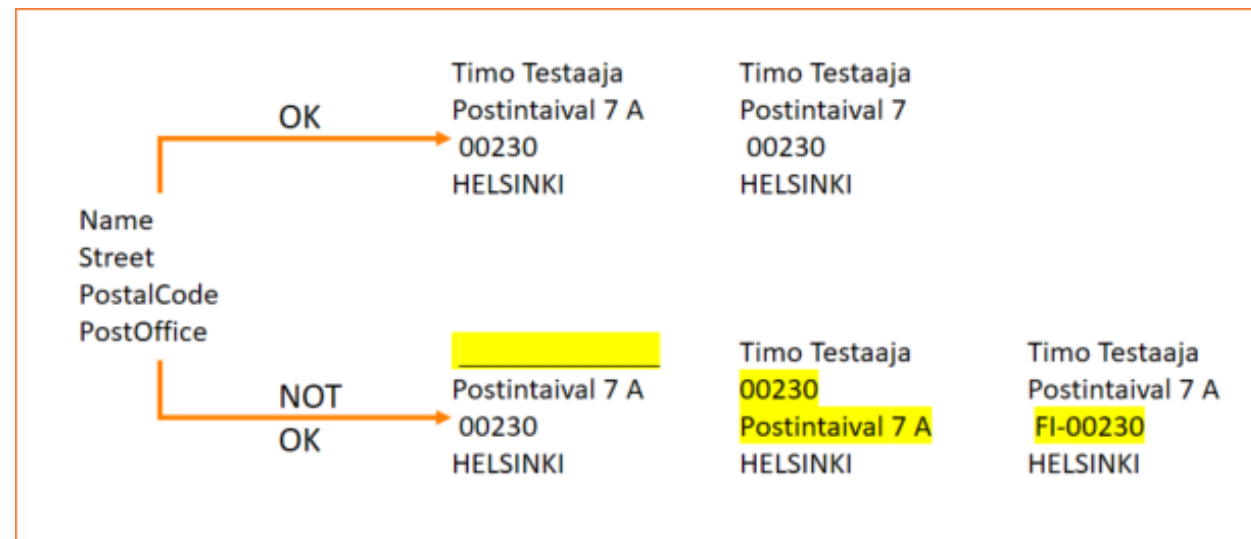 Timo Testaaja
Postintaival 7 A
00230
HELSINKI
Timo Testaaja
Postintaival 7
00230
HELSINKI
OK
Name
Street
PostalCode
PostOffice
NOT
OK
Postintaival 7 A
00230
HELSINKI
Timo Testaaja
00230
Postintaival 7 A
HELSINKI
Timo Testaaja
Postintaival 7 A
FI-00230
HELSINKI